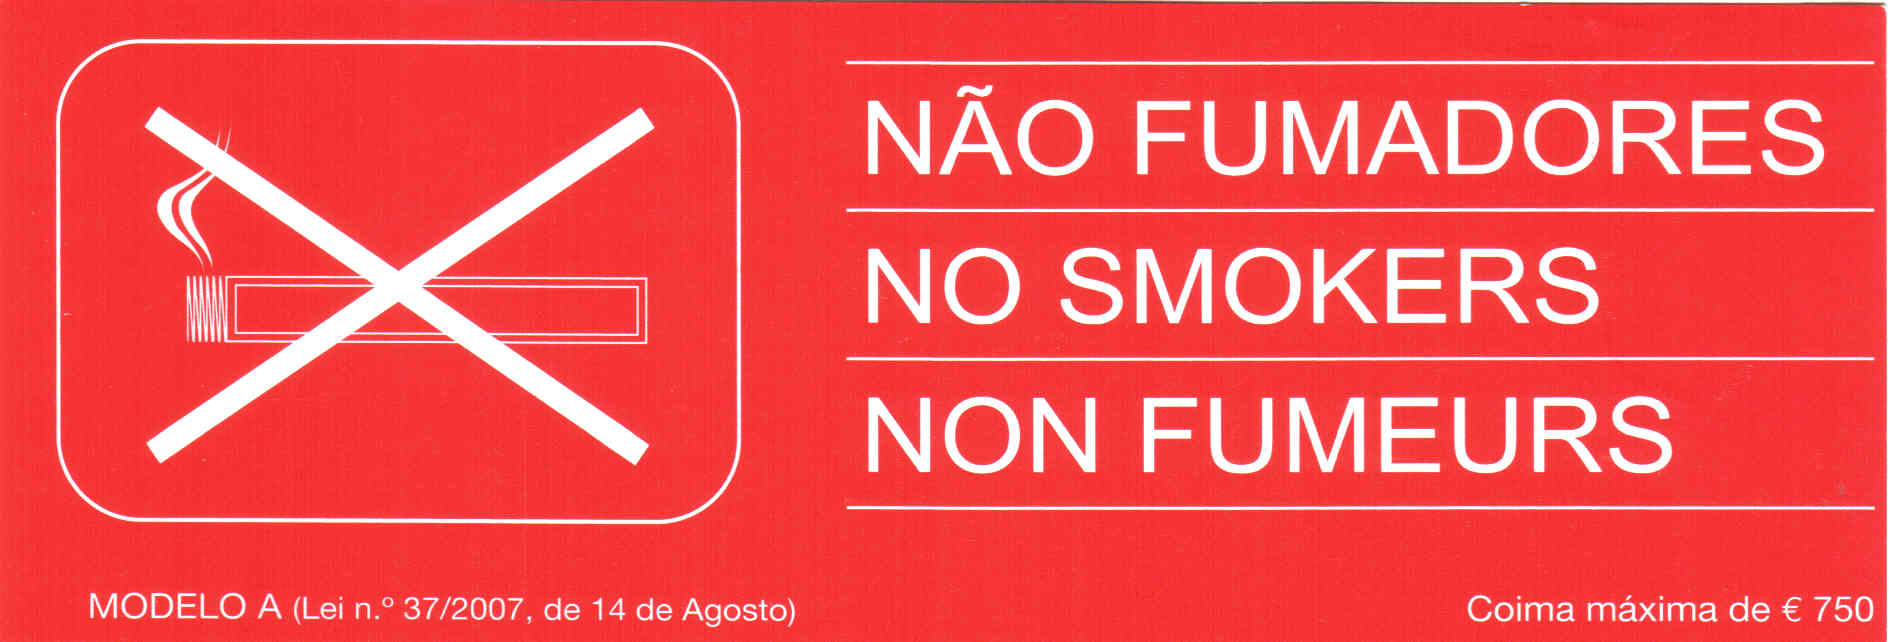 NÃO FUMADORES
NO SMOKERS
NON FUMEURS
MODELO A (Lei n.º 37/2007, de 14 de Agosto)
Coima máxima de € 750